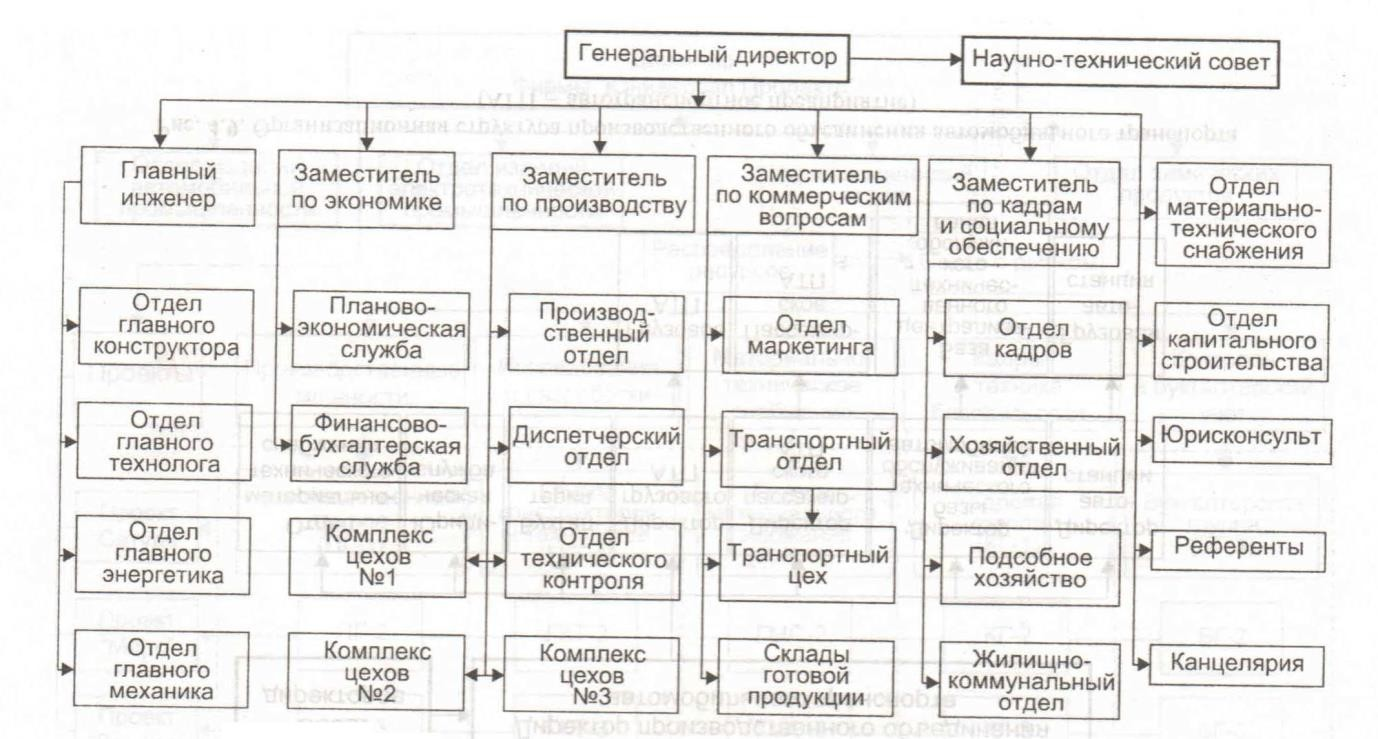 Генеральный директор
Научно-технический совет
Главный
инженер
Заместитель
по экономике
Заместитель
по производству
Заместитель
по коммерческим
вопросам
Заместитель
по кадрам
и социальному
обеспечению
Отдел
материально-
технического
снабжения
Отдел
главного
конструктора
Планово-
экономическая
служба
Производ-
ственный
отдел
Отдел
маркетинга
Отдел
кадров
Отдел
капитального
строительства
Отдел
главного
технолога
Финансово-
бухгалтерская
служба
Диспетчерский
отдел
Транспортный
отдел
Хозяйственный
отдел
Юрисконсульт
Отдел
главного
энергетика
Комплекс
цехов
№1
Отдел
технического
контроля
Транспортный
цех
Подсобное
хозяйство
Референты
Отдел
главного
механика
Комплекс
цехов
№2
Комплекс
цехов
№3
Склады
готовой
продукции
Жилищно-
коммунальный
отдел
Канцелярия